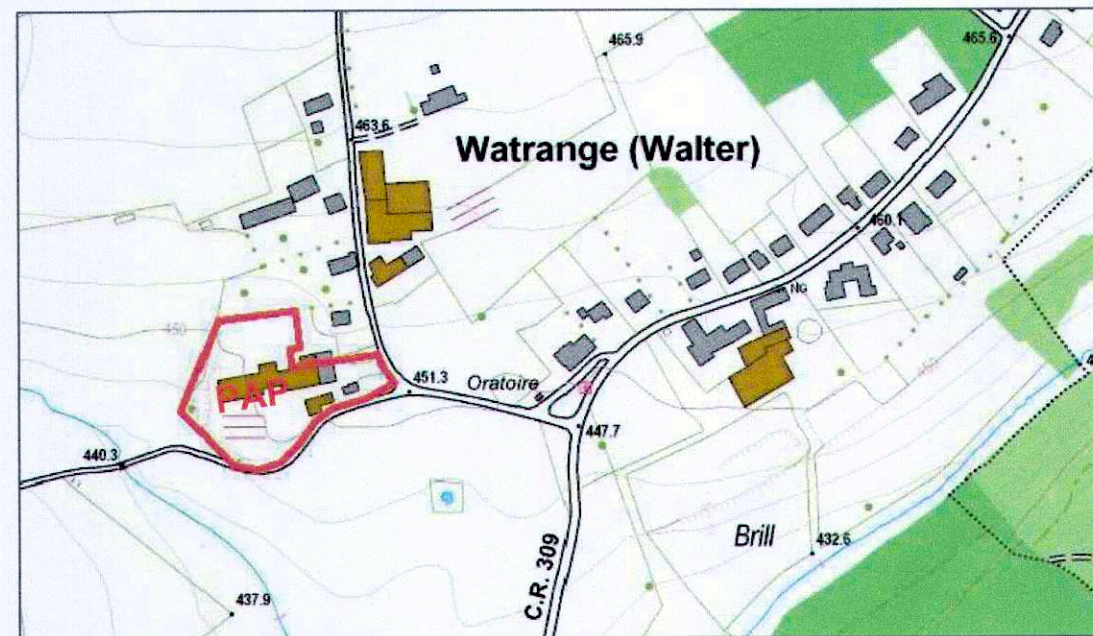 465.9
465.6
463.6
Watrange (Walter)
460.1
450
NG
PAP
451.3
Oratoire
447.7
440.3
C.R. 309
Brill
432.6
437.9